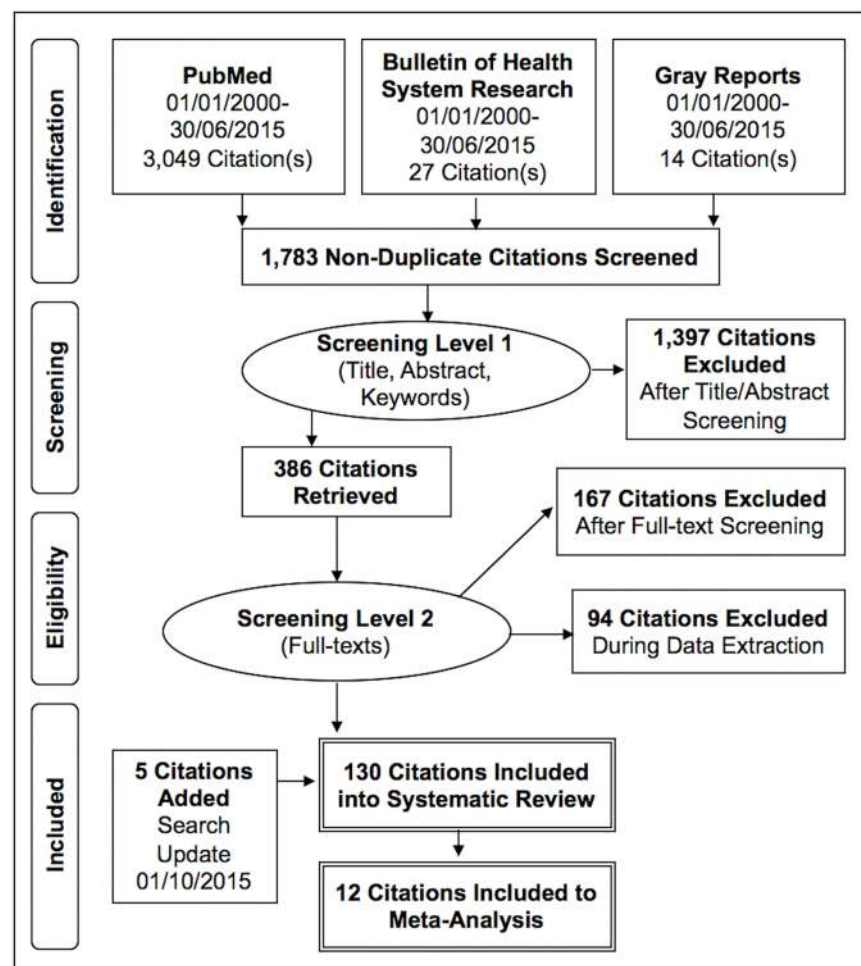 Identification
PubMed
01/01/2000-
30/06/2015
3,049 Citation(s)
Bulletin of Health
System Research
01/01/2000-
30/06/2015
27 Citation(s)
Gray Reports
01/01/2000-
30/06/2015
14 Citation(s)
1,783 Non-Duplicate Citations Screened
Screening
Screening Level 1
(Title, Abstract,
Keywords)
1,397 Citations
Excluded
After Title/Abstract
Screening
386 Citations
Retrieved
Eligibility
167 Citations Excluded
After Full-text Screening
Screening Level 2
(Full-texts)
94 Citations Excluded
During Data Extraction
Included
5 Citations
Added
Search
Update
01/10/2015
130 Citations Included
into Systematic Review
12 Citations Included to
Meta-Analysis